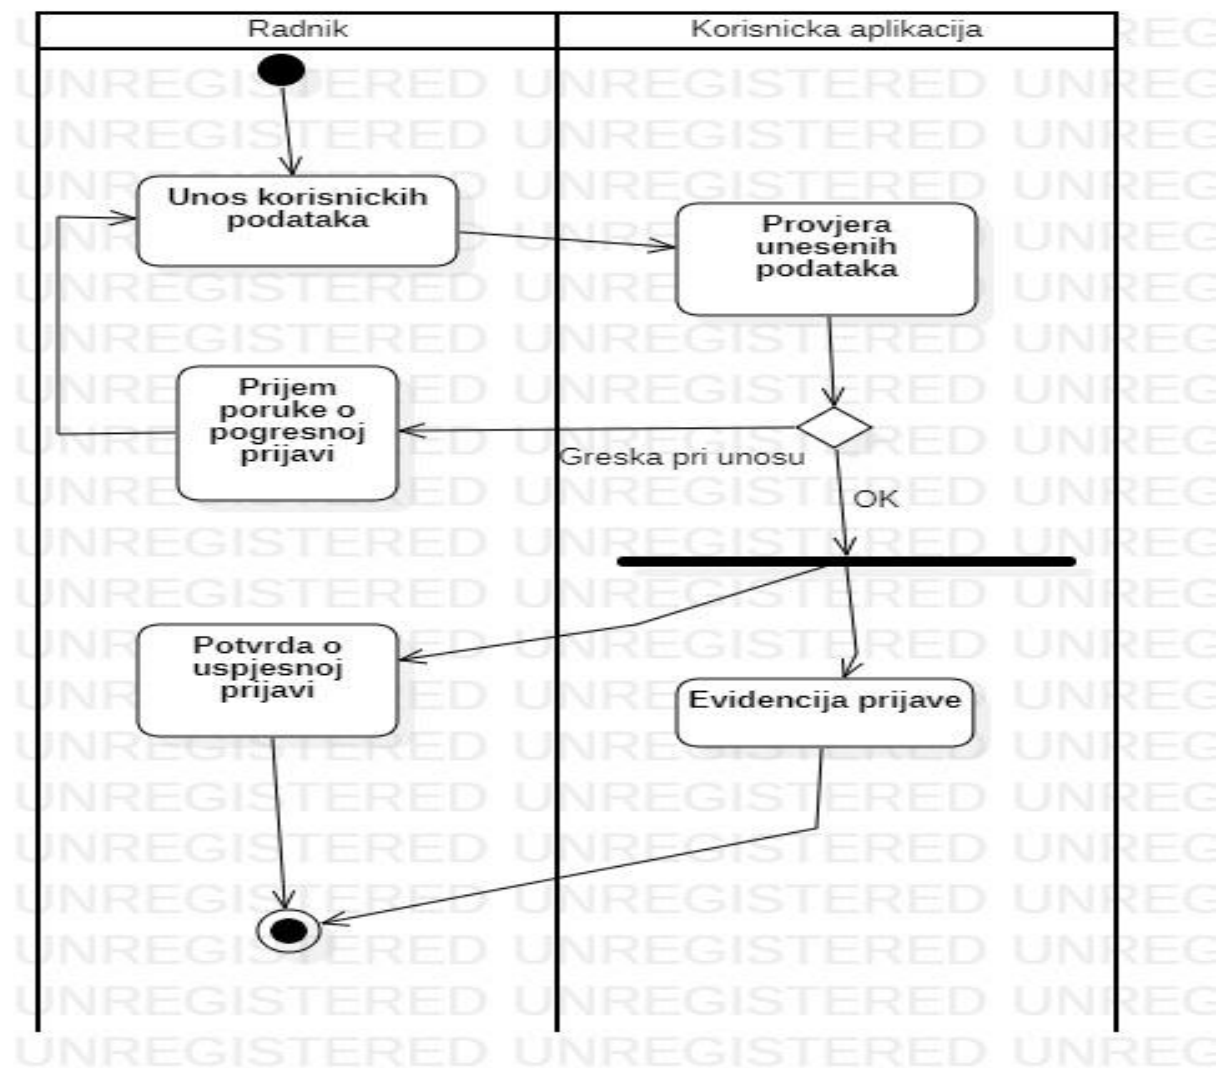 Radnik
Korisnicka aplikacija
Unos korisnickih
podataka
Provjera
unesenih
podataka
Prijem
poruke o
pogresnoj
prijavi
Greska pri unosu
OK
Potvrda o
uspjesnoj
prijavi
Evidencija prijave
UNREGISTERED UNREGISTERED